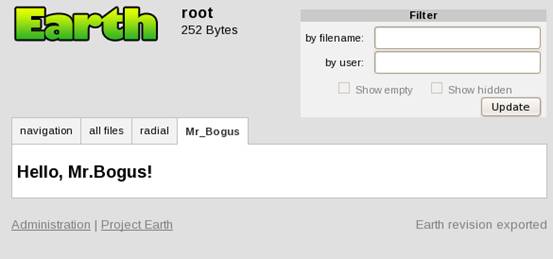 Earth
root
252 Bytes
Filter
by filename:
by user:
Show empty Show hidden
Update
navigation all files radial Mr_Bogus
Hello, Mr.Bogus!
Administration | Project Earth
Earth revision exported